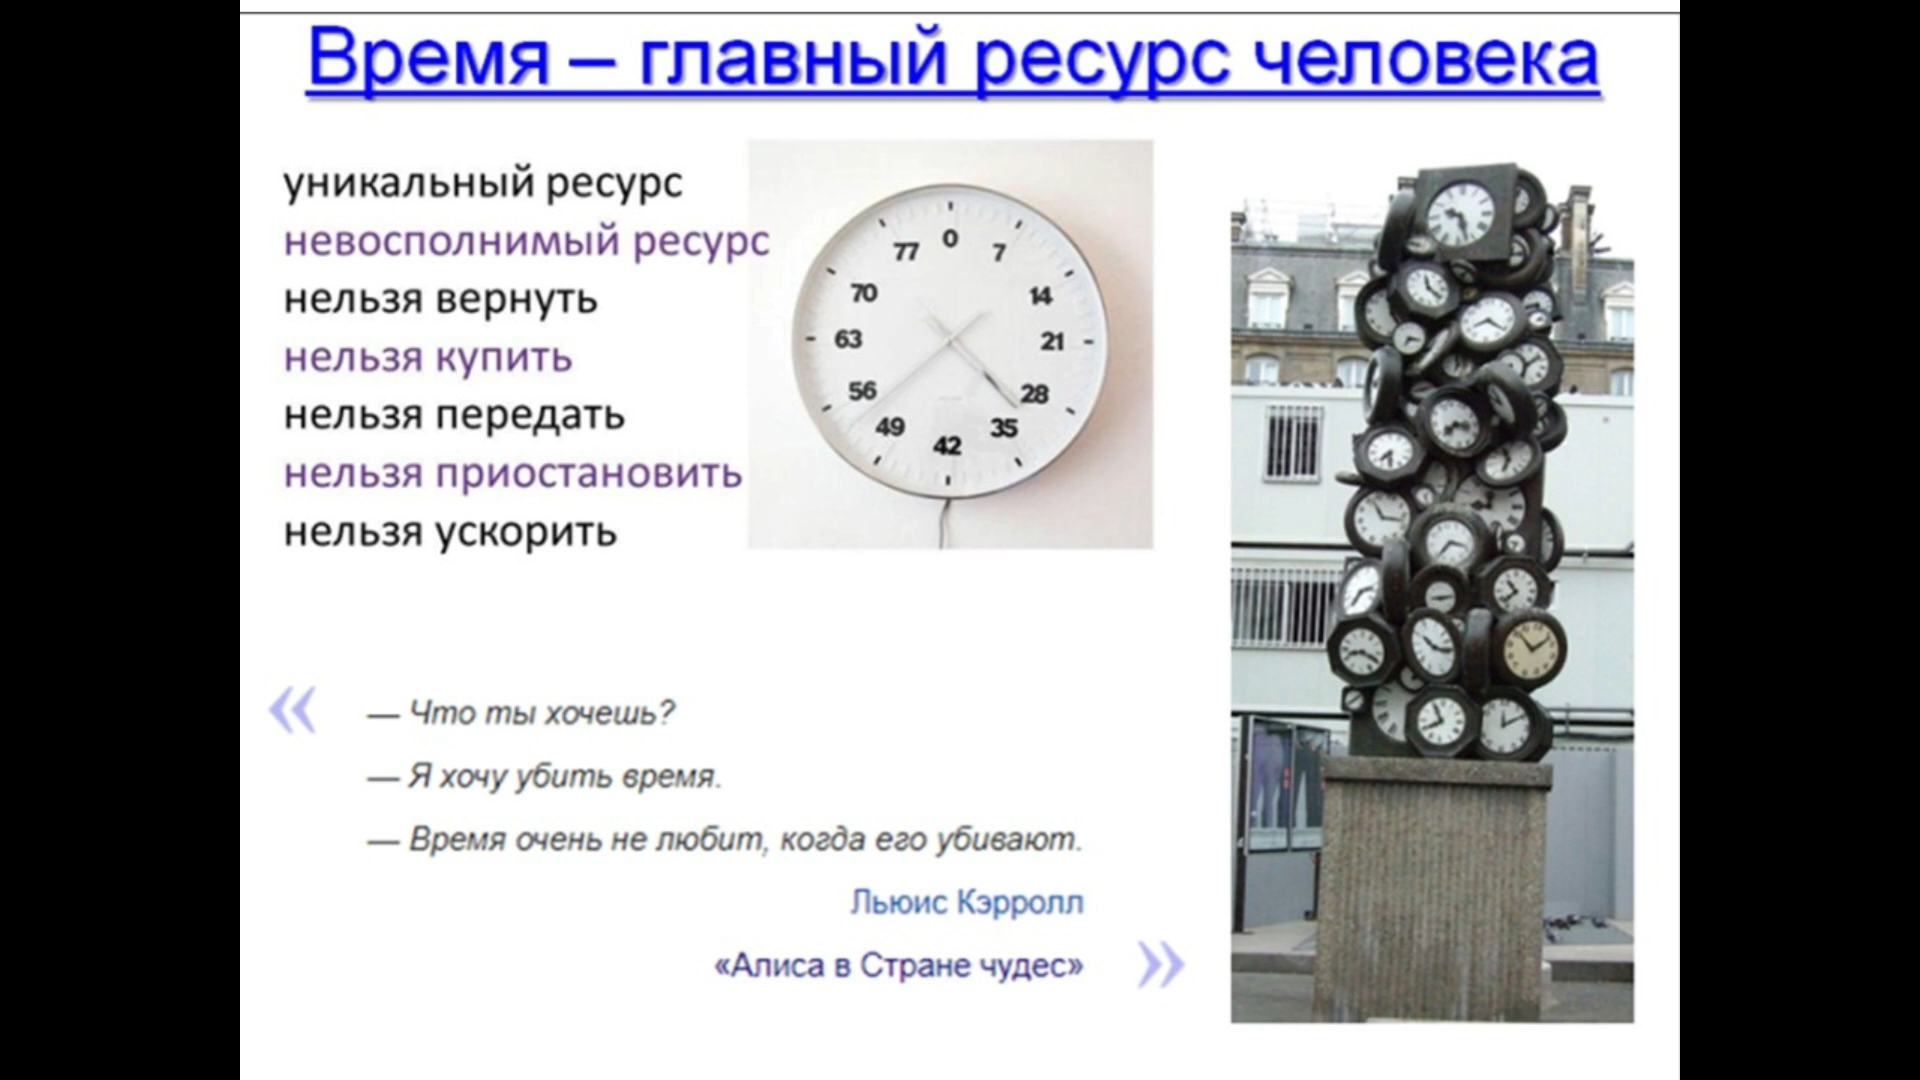 Время – главный ресурс человека
уникальный ресурс
невосполнимый ресурс
нельзя вернуть
нельзя купить
нельзя передать
нельзя приостановить
нельзя ускорить
0
7
14
21
28
35
42
49
56
63
70
77
«
— Что ты хочешь?
— Я хочу убить время.
— Время очень не любит, когда его убивают.
Льюис Кэрролл
«Алиса в Стране чудес»
»